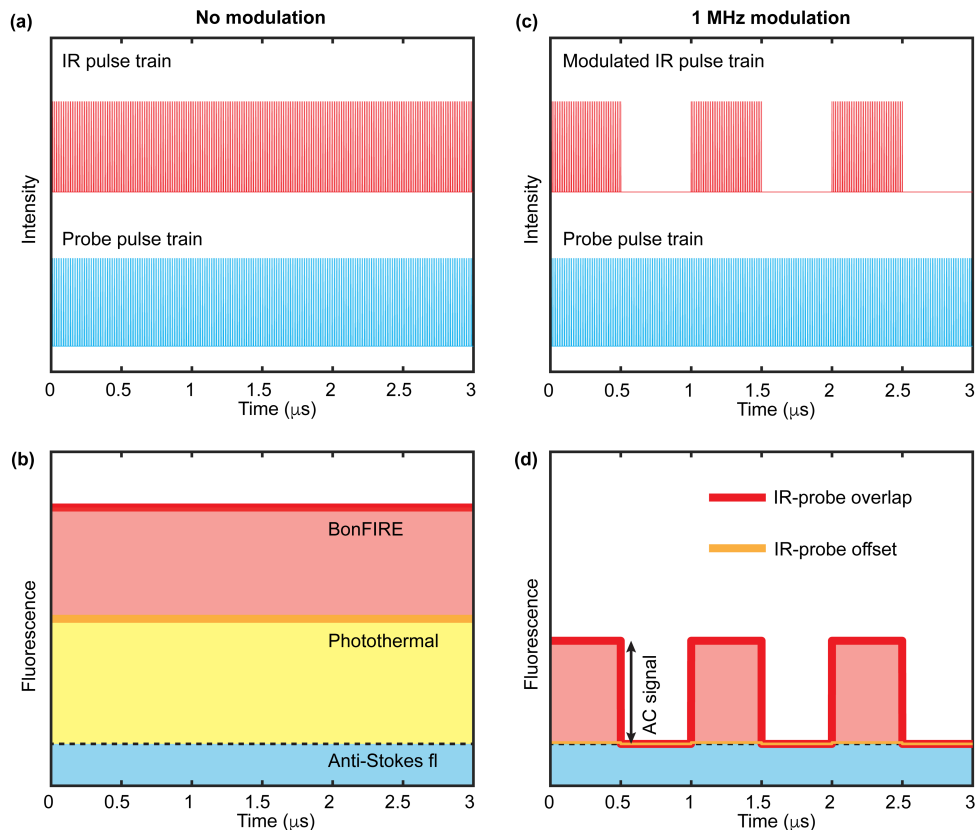 (a)
No modulation
IR pulse train
Probe pulse train
Intensity
0
0.5
1
1.5
2
2.5
3
Time (μs)
(b)
BonFIRE
Photothermal
Anti-Stokes fl
Fluorescence
0
0.5
1
1.5
2
2.5
3
Time (μs)
(c)
1 MHz modulation
Modulated IR pulse train
Probe pulse train
Intensity
0
0.5
1
1.5
2
2.5
3
Time (μs)
(d)
IR-probe overlap
IR-probe offset
AC signal
Fluorescence
0
0.5
1
1.5
2
2.5
3
Time (μs)